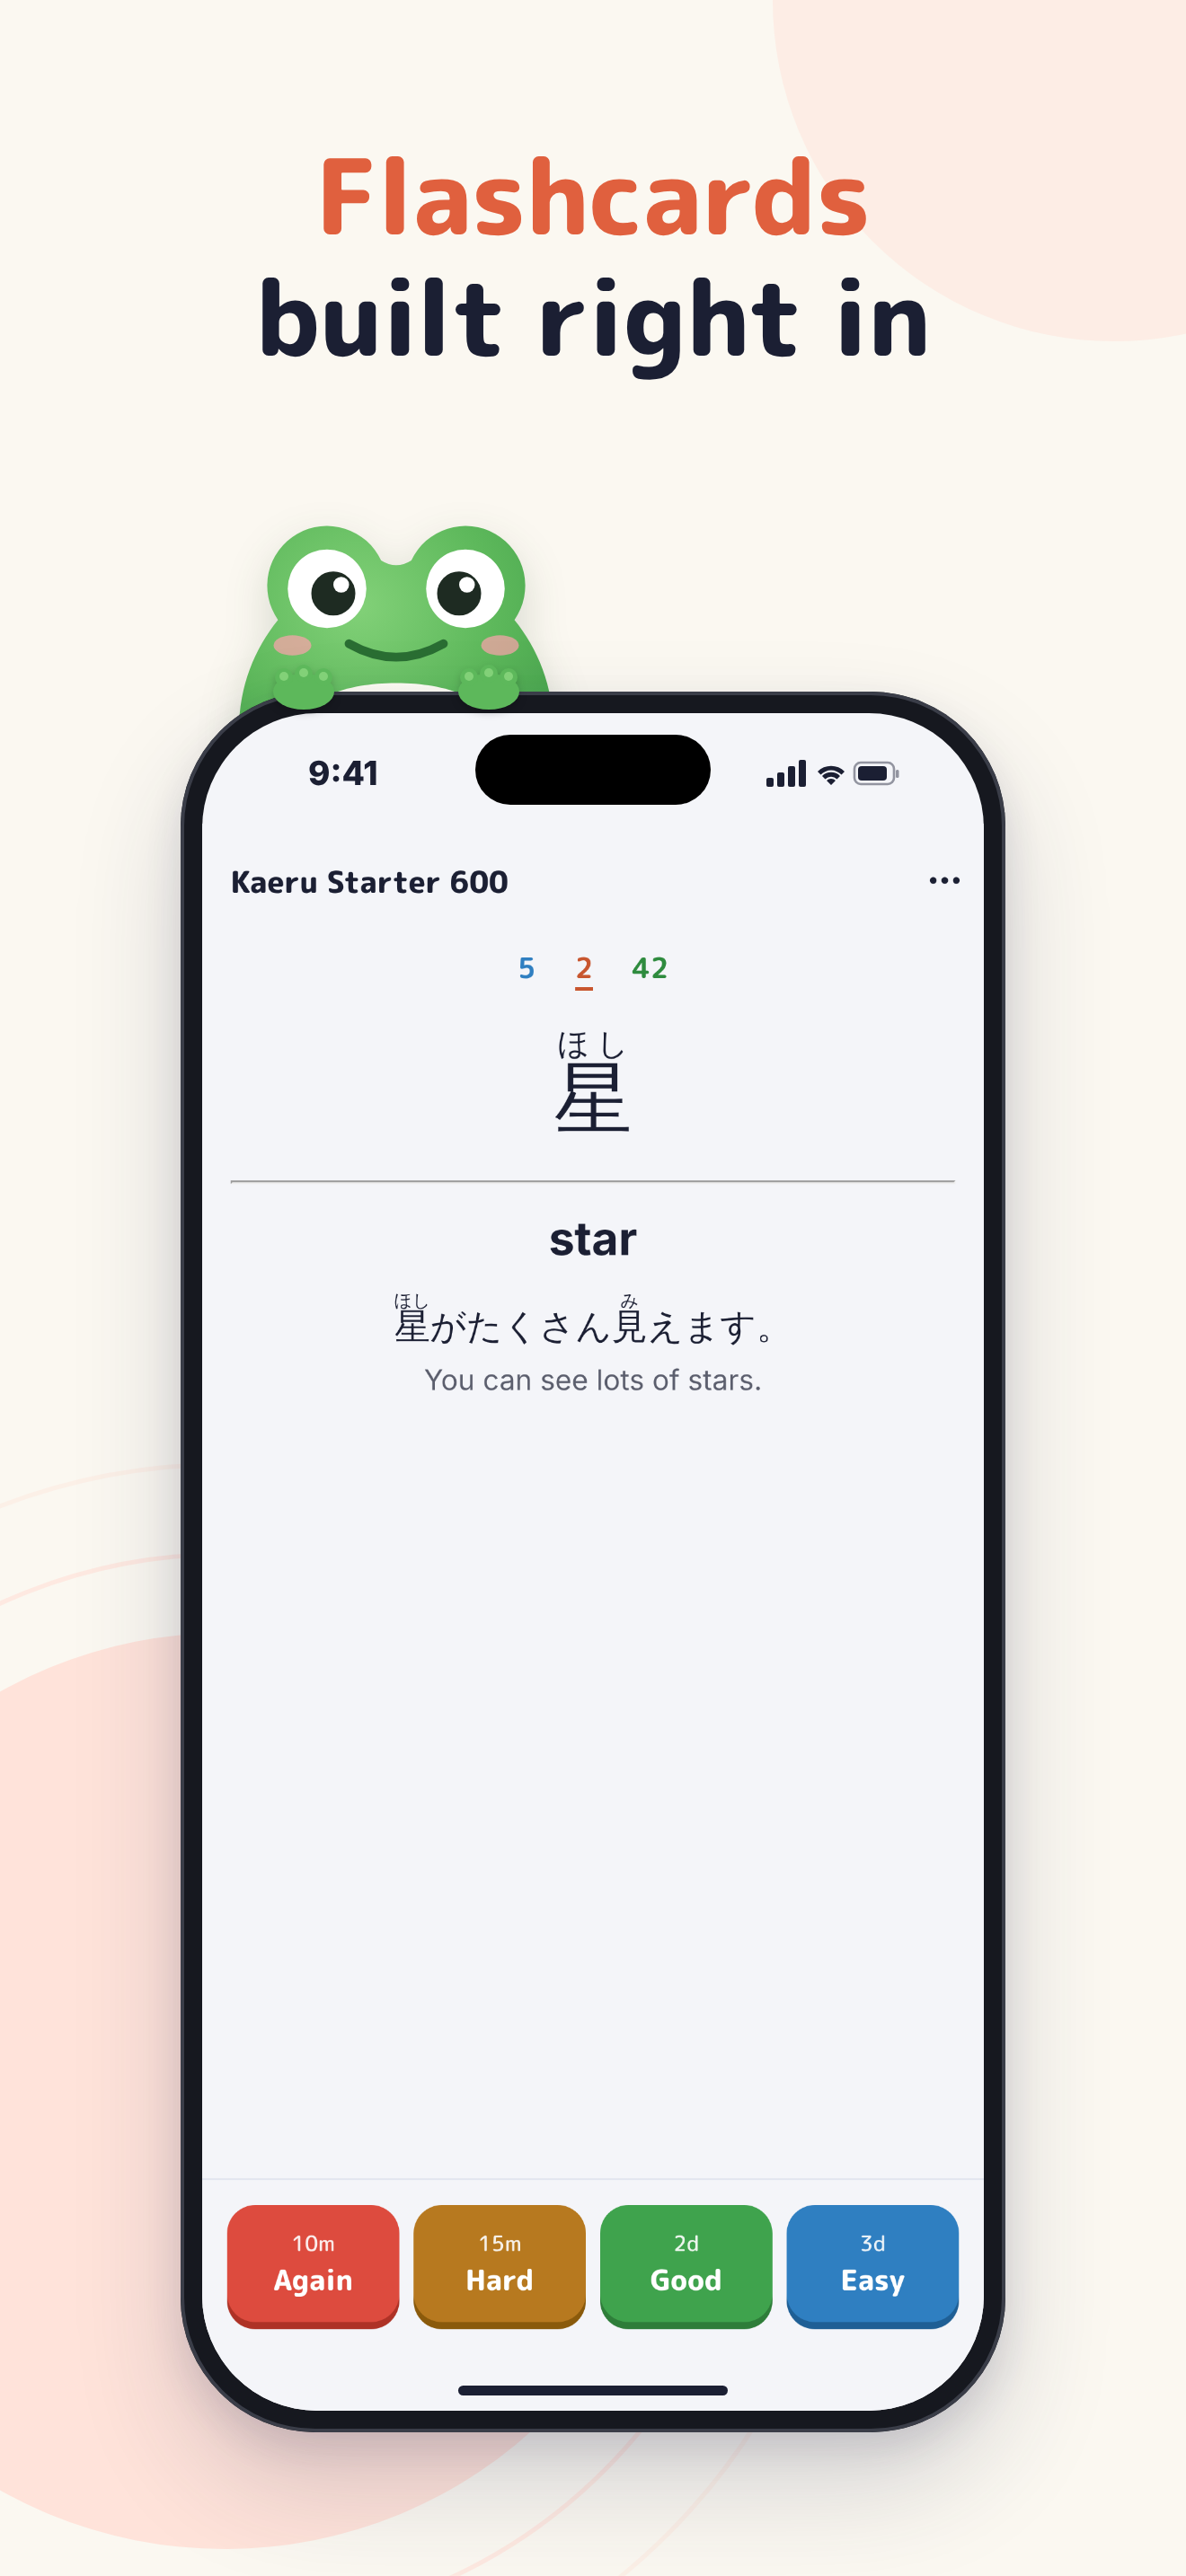 Flashcards
built right in
9:41
Kaeru Starter 600
5 2 42
ほし
星
star
ほし み
星がたくさん見えます。
You can see lots of stars.
10m 15m 2d 3d
Again Hard Good Easy